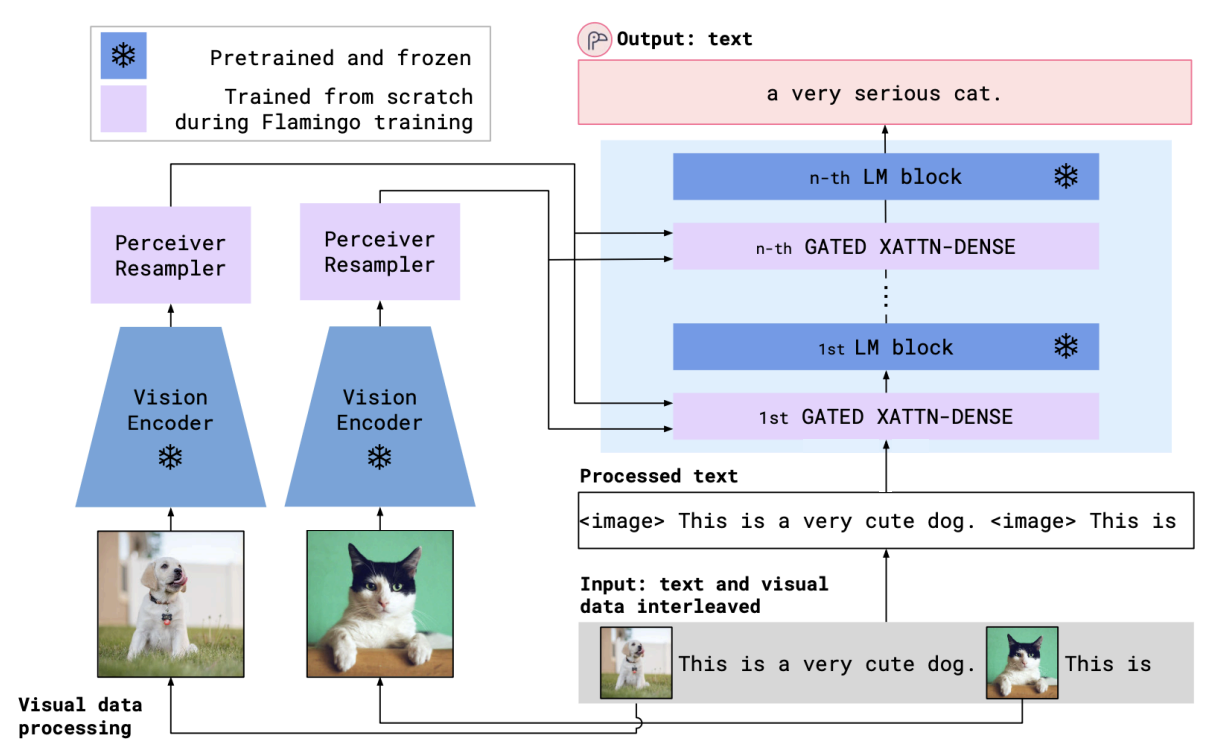 Pretrained and frozen
Trained from scratch
during Flamingo training
Output: text
a very serious cat.
n-th LM block
n-th GATED XATTN-DENSE
1st LM block
1st GATED XATTN-DENSE
Perceiver
Resampler
Perceiver
Resampler
Vision
Encoder
Vision
Encoder
Processed text
<image> This is a very cute dog. <image> This is
Input: text and visual
data interleaved
This is a very cute dog.
This is
Visual data
processing